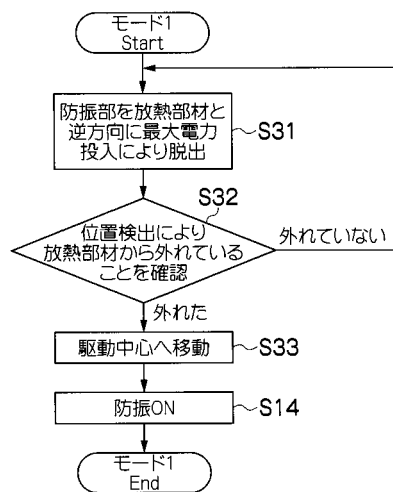 モード1
Start
防振部を放熱部材と
逆方向に最大電力
投入により脱出
S31
S32
位置検出により
放熱部材から外れている
ことを確認
外れていない
外れた
駆動中心へ移動
S33
防振ON
S14
モード1
End